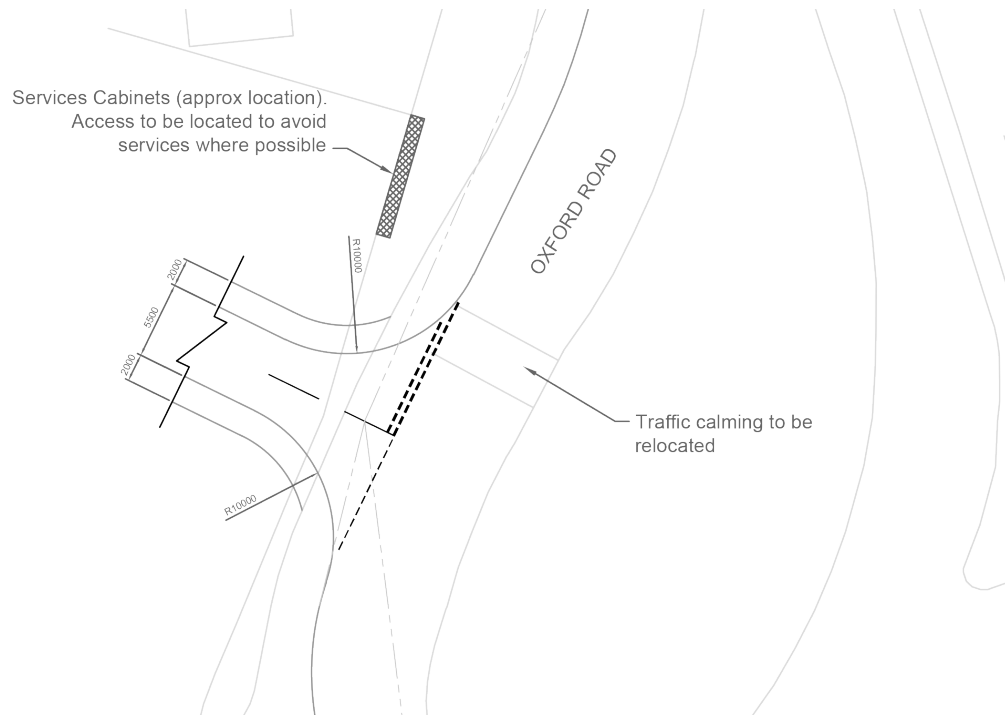 Services Cabinets (approx location).
Access to be located to avoid
services where possible
OXFORD ROAD
R10000
2000
5500
2000
R10000
Traffic calming to be
relocated